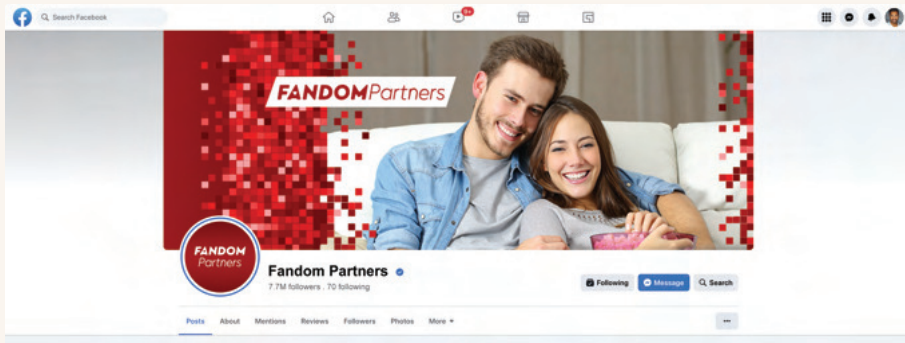 Search Facebook
9+
FANDOMPartners
FANDOM
Partners
Fandom Partners
7.7M followers . 70 following
Following
Message
Search
Posts About Mentions Reviews Followers Photos More